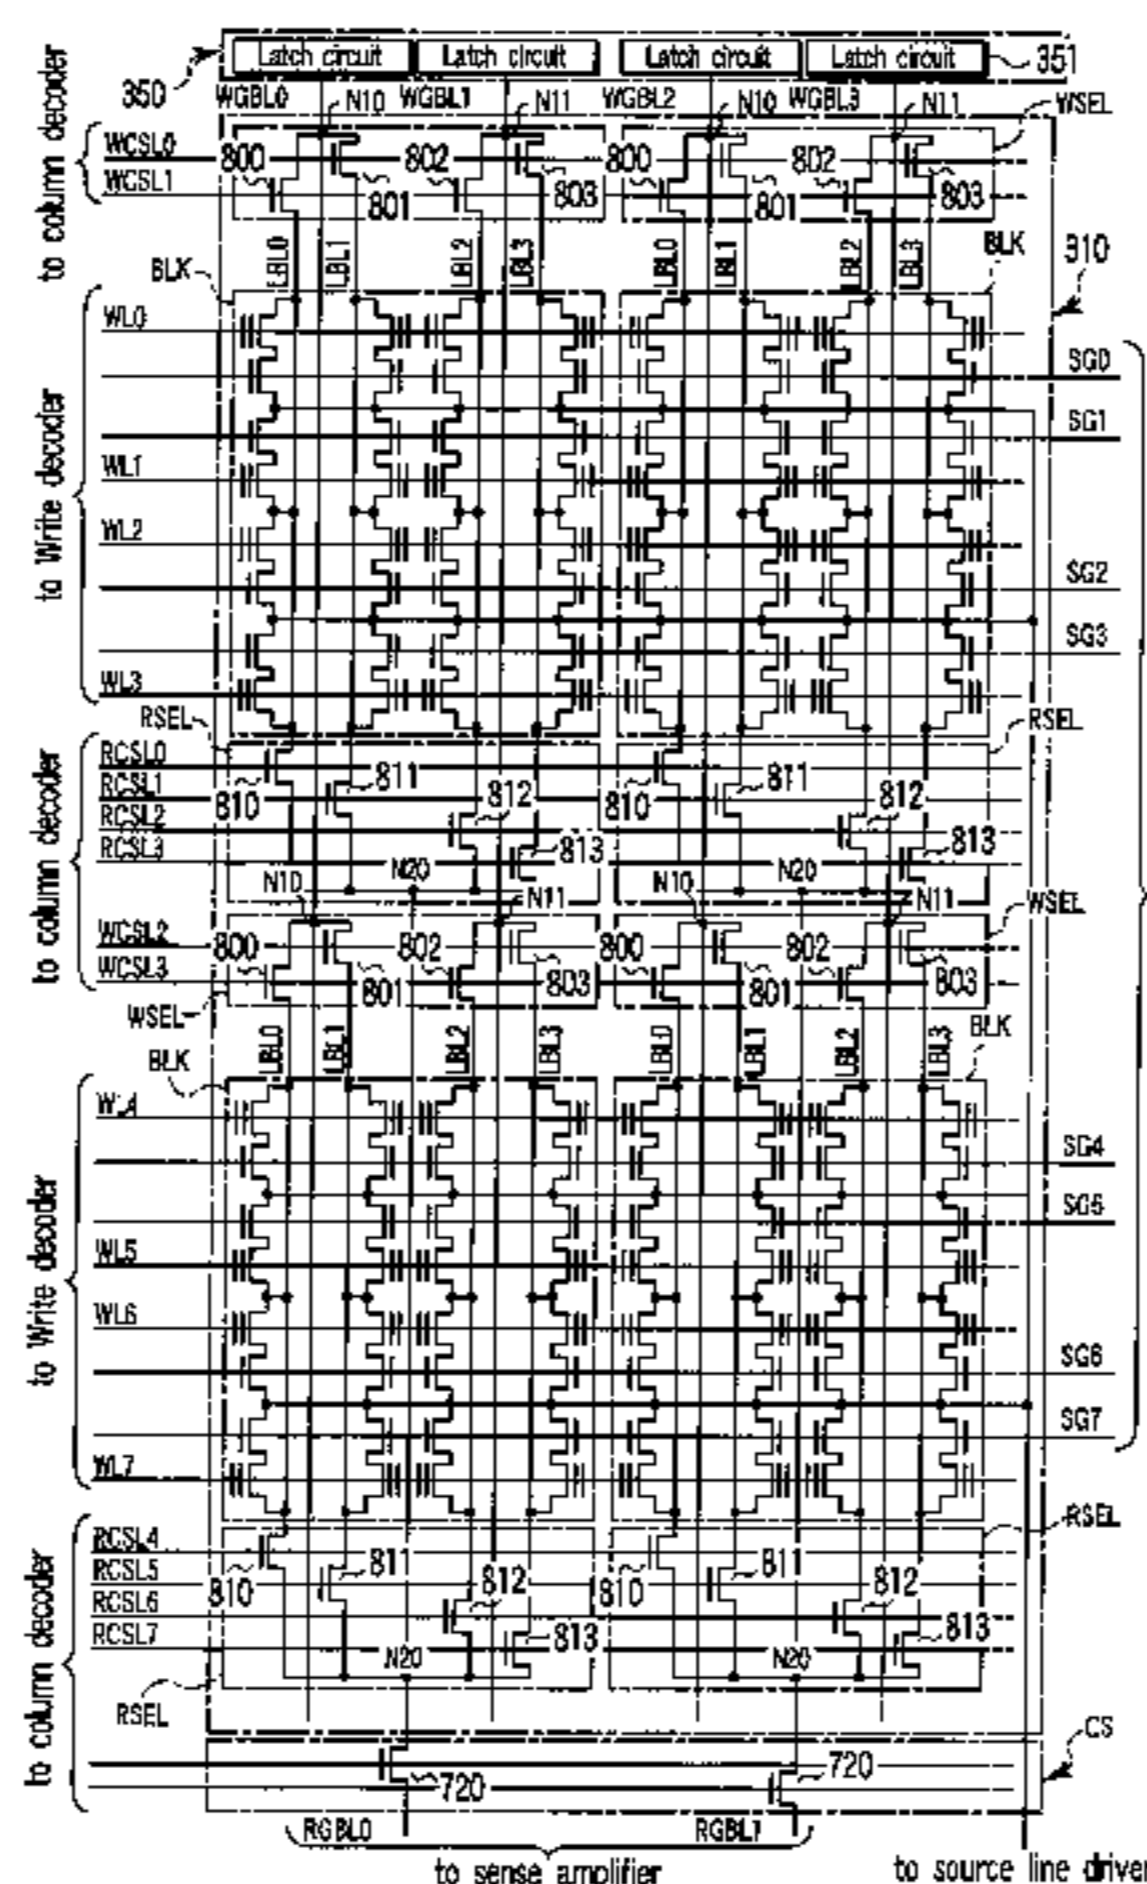 Latch circuit Latch circuit Latch circuit Latch circuit 351
350 WGBL0 N10 WGBL1 N11 WGBL2 N10 WGBL3 N11 WSEL
to column decoder
WCSL0 800 802 800 802
WCSL1 801 803 801 803
LBL0 LBL1 LBL2 LBL3 LBL0 LBL1 LBL2 LBL3
BLK BLK 310
to Write decoder
WL0
SG0
SG1
WL1
WL2
SG2
SG3
WL3
RSEL RSEL
to column decoder
RCSL0
RCSL1 810 811 810 811
RCSL2 812 812
RCSL3 813 813
N10 N20 N11 N10 N20 N11
WSEL
WCSL2 800 802 800 802
WCSL3 801 803 801 803
WSEL
LBL0 LBL1 LBL2 LBL3 LBL0 LBL1 LBL2 LBL3
BLK BLK
to Write decoder
WL4
SG4
SG5
WL5
WL6
SG6
SG7
WL7
RSEL
to column decoder
RCSL4
RCSL5 810 811 810 811
RCSL6 812 812
RCSL7 813 813
N20 N20
RSEL
CS
720 720
RGBL0 RGBL1
to sense amplifier to source line driver